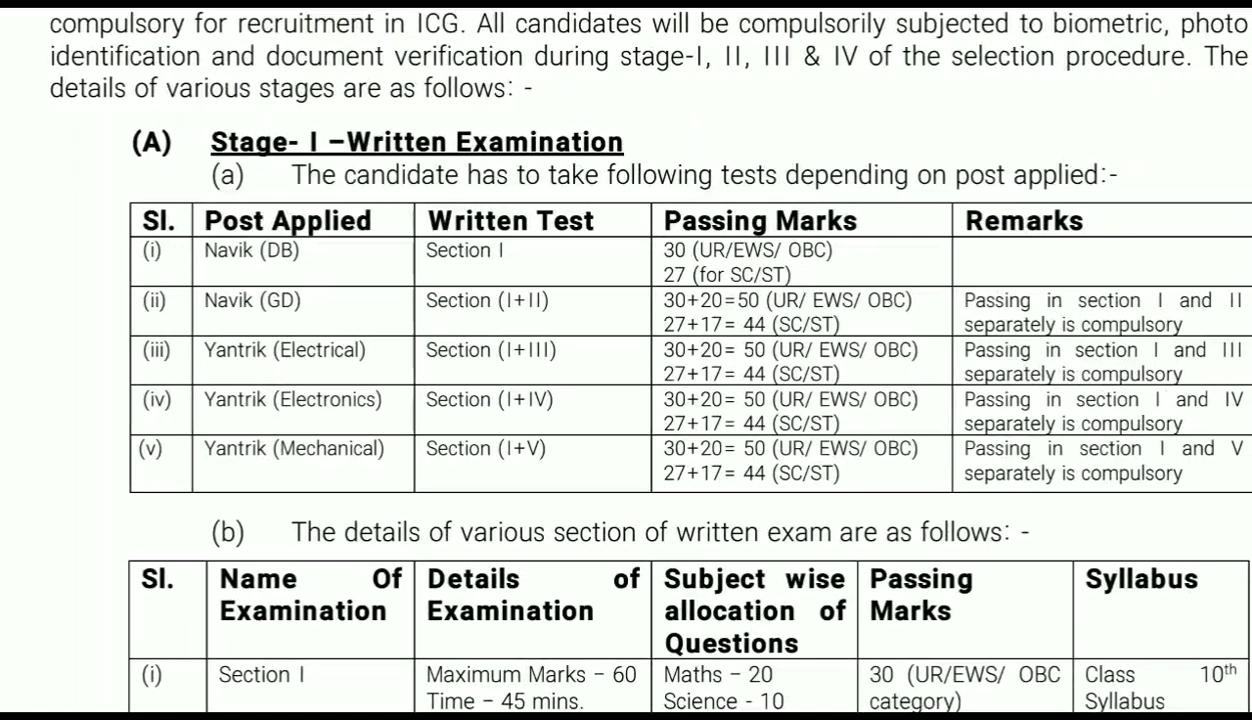 compulsory for recruitment in ICG. All candidates will be compulsorily subjected to biometric, photo
identification and document verification during stage-I, II, III & IV of the selection procedure. The
details of various stages are as follows: -
(A) Stage- I –Written Examination
(a) The candidate has to take following tests depending on post applied:-
Sl. Post Applied Written Test Passing Marks Remarks
(i) Navik (DB) Section I 30 (UR/EWS/ OBC)
27 (for SC/ST)
(ii) Navik (GD) Section (I+II) 30+20=50 (UR/ EWS/ OBC) Passing in section I and II
27+17= 44 (SC/ST) separately is compulsory
(iii) Yantrik (Electrical) Section (I+III) 30+20= 50 (UR/ EWS/ OBC) Passing in section I and III
27+17= 44 (SC/ST) separately is compulsory
(iv) Yantrik (Electronics) Section (I+IV) 30+20= 50 (UR/ EWS/ OBC) Passing in section I and IV
27+17= 44 (SC/ST) separately is compulsory
(v) Yantrik (Mechanical) Section (I+V) 30+20= 50 (UR/ EWS/ OBC) Passing in section I and V
27+17= 44 (SC/ST) separately is compulsory
(b) The details of various section of written exam are as follows: -
Sl. Name Of Details of Subject wise Passing Syllabus
Examination Examination allocation of Marks
Questions
(i) Section I Maximum Marks – 60 Maths – 20 30 (UR/EWS/ OBC Class 10th
Time – 45 mins. Science - 10 category) Syllabus